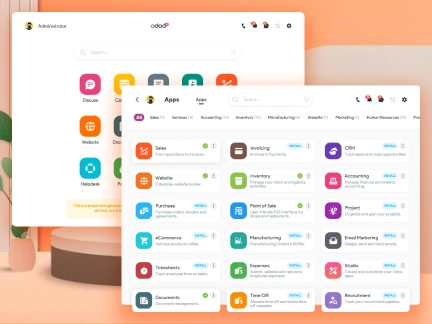 Administrator
odoo
Search...
Discuss
Website
Helpdesk
Apps
Apps
Search...
All Sales Services Accounting Inventory Manufacturing Website Marketing Human Resources
Sales
From quotations to invoices
Invoicing
INSTALL
Invoices & Payments
CRM
INSTALL
Track leads and close opportunities
Website
Enterprise website builder
Inventory
Manage your stock and logistics activities
Accounting
INSTALL
Manage financial and analytic accounting
Purchase
INSTALL
Purchase orders, tenders and agreements
Point of Sale
User-friendly PoS interface for shops and restaurants
Project
INSTALL
Organize and plan your projects
eCommerce
INSTALL
Sell your products online
Manufacturing
INSTALL
Manufacturing Orders & BOMs
Email Marketing
INSTALL
Design, send and track emails
Timesheets
INSTALL
Track employee time on tasks
Expenses
INSTALL
Submit, validate and reinvoice employee expenses
Studio
INSTALL
Create and customize your Odoo apps
Documents
Document management
Time Off
INSTALL
Allocate time off and follow time off requests
Recruitment
INSTALL
Track your recruitment pipeline